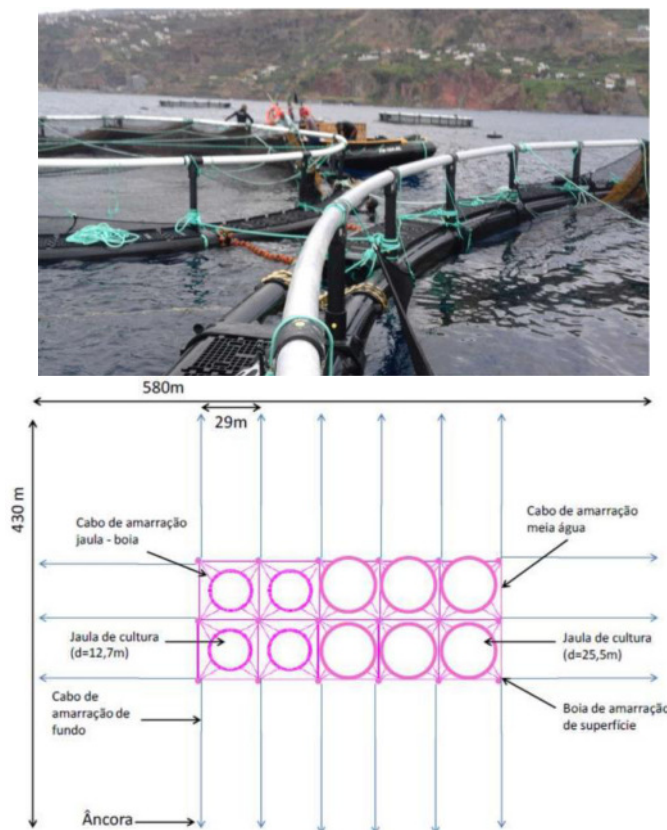 580m
29m
430 m
Cabo de amarração
jaula - boia
Cabo de amarração
meia água
Jaula de cultura
(d=12,7m)
Jaula de cultura
(d=25,5m)
Cabo de
amarração de
fundo
Boia de amarração
de superfície
Âncora